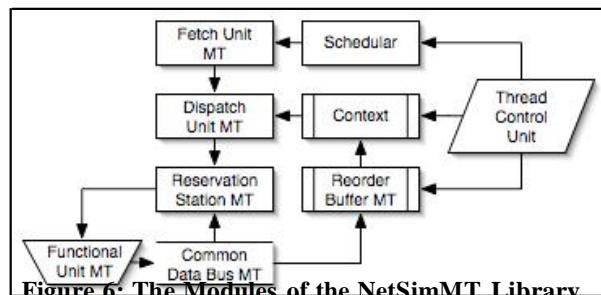 Fetch Unit
MT
Schedular
Dispatch
Unit MT
Context
Thread
Control
Unit
Reservation
Station MT
Reorder
Buffer MT
Functional
Unit MT
Common
Data Bus MT
Figure 6: The Modules of the NetSimMT Library